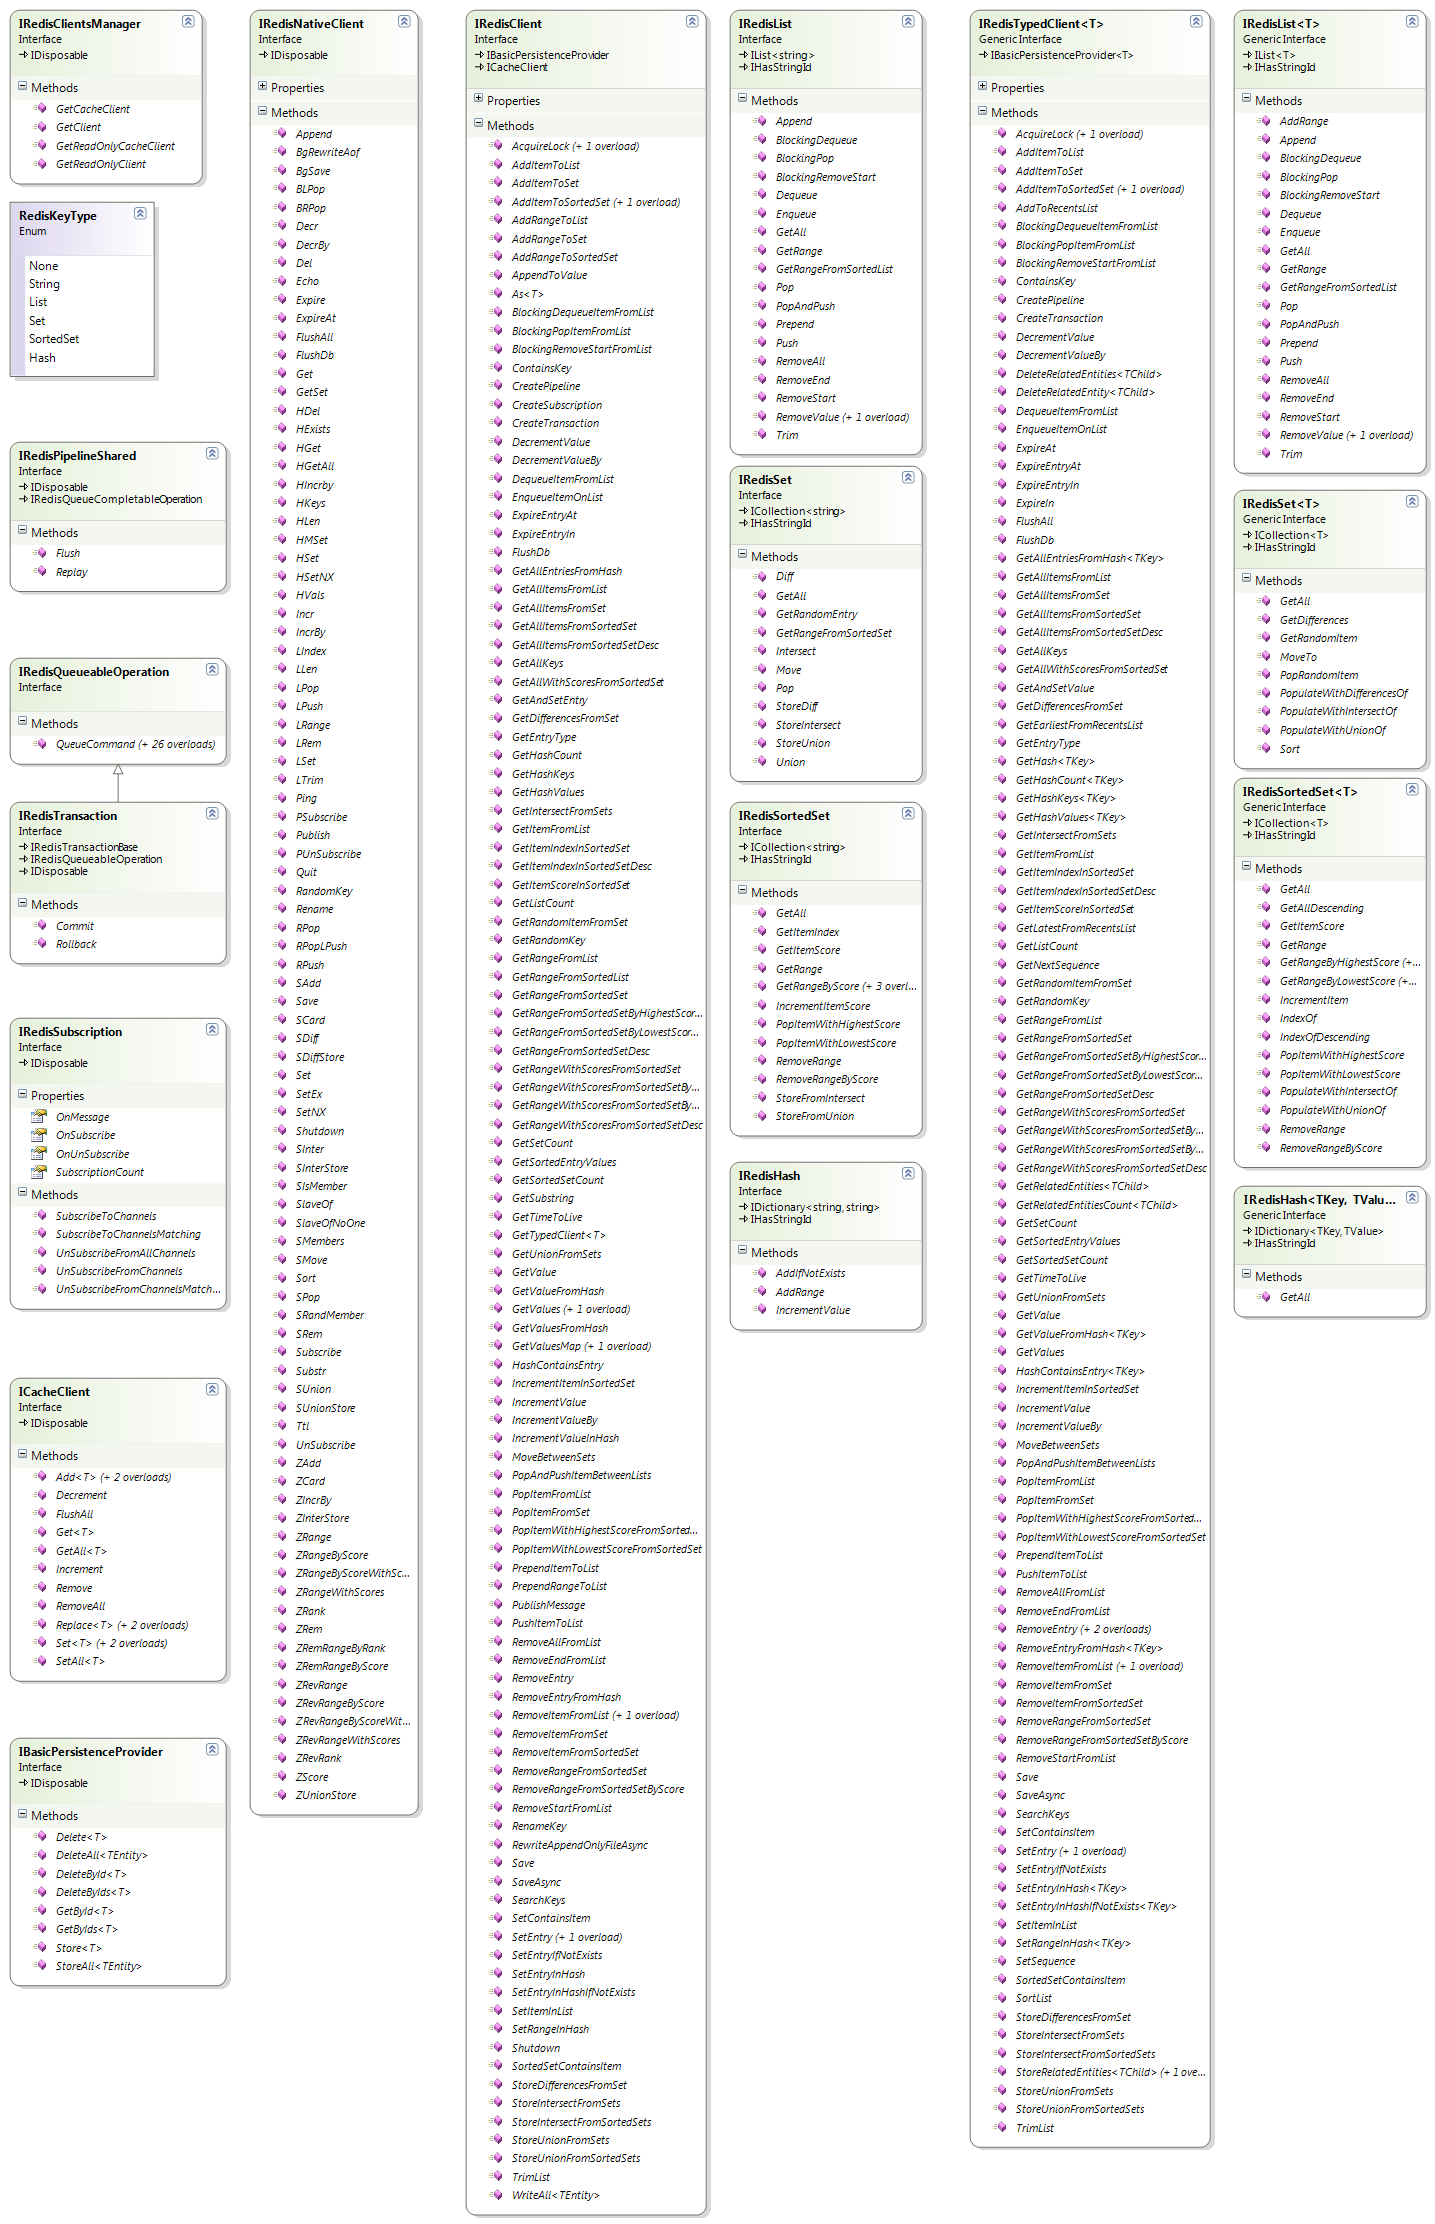 IRedisClientsManager
Interface
IDisposable
Methods
GetCacheClient
GetClient
GetReadOnlyCacheClient
GetReadOnlyClient
RedisKeyType
Enum
None
String
List
Set
SortedSet
Hash
IRedisPipelineShared
Interface
IDisposable
IRedisQueueCompletableOperation
Methods
Flush
Replay
IRedisQueueableOperation
Interface
Methods
QueueCommand (+ 26 overloads)
IRedisTransaction
Interface
IRedisTransactionBase
IRedisQueueableOperation
IDisposable
Methods
Commit
Rollback
IRedisSubscription
Interface
IDisposable
Properties
OnMessage
OnSubscribe
OnUnSubscribe
SubscriptionCount
Methods
SubscribeToChannels
SubscribeToChannelsMatching
UnSubscribeFromAllChannels
UnSubscribeFromChannels
UnSubscribeFromChannelsMatch...
ICacheClient
Interface
IDisposable
Methods
Add<T> (+ 2 overloads)
Decrement
FlushAll
Get<T>
GetAll<T>
Increment
Remove
RemoveAll
Replace<T> (+ 2 overloads)
Set<T> (+ 2 overloads)
SetAll<T>
IBasicPersistenceProvider
Interface
IDisposable
Methods
Delete<T>
DeleteAll<TEntity>
DeleteById<T>
DeleteByIds<T>
GetById<T>
GetByIds<T>
Store<T>
StoreAll<TEntity>
IRedisNativeClient
Interface
IDisposable
Properties
Methods
Append
BgRewriteAof
BgSave
BLPop
BRPop
Decr
DecrBy
Del
Echo
Expire
ExpireAt
FlushAll
FlushDb
Get
GetSet
HDel
HExists
HGet
HGetAll
HIncrby
HKeys
HLen
HMSet
HSet
HSetNX
HVals
Incr
IncrBy
LIndex
LLen
LPop
LPush
LRange
LRem
LSet
LTrim
Ping
PSubscribe
Publish
PUnSubscribe
Quit
RandomKey
Rename
RPop
RPopLPush
RPush
SAdd
Save
SCard
SDiff
SDiffStore
Set
SetEx
SetNX
Shutdown
SInter
SInterStore
SIsMember
SlaveOf
SlaveOfNoOne
SMembers
SMove
Sort
SPop
SRandMember
SRem
Subscribe
Substr
SUnion
SUnionStore
Ttl
UnSubscribe
ZAdd
ZCard
ZIncrBy
ZInterStore
ZRange
ZRangeByScore
ZRangeByScoreWithSc...
ZRangeWithScores
ZRank
ZRem
ZRemRangeByRank
ZRemRangeByScore
ZRevRange
ZRevRangeByScore
ZRevRangeByScoreWit...
ZRevRangeWithScores
ZRevRank
ZScore
ZUnionStore
IRedisClient
Interface
IBasicPersistenceProvider
ICacheClient
Properties
Methods
AcquireLock (+ 1 overload)
AddItemToList
AddItemToSet
AddItemToSortedSet (+ 1 overload)
AddRangeToList
AddRangeToSet
AddRangeToSortedSet
AppendToValue
As<T>
BlockingDequeueItemFromList
BlockingPopItemFromList
BlockingRemoveStartFromList
ContainsKey
CreatePipeline
CreateSubscription
CreateTransaction
DecrementValue
DecrementValueBy
DequeueItemFromList
EnqueueItemOnList
ExpireEntryAt
ExpireEntryIn
FlushDb
GetAllEntriesFromHash
GetAllItemsFromList
GetAllItemsFromSet
GetAllItemsFromSortedSet
GetAllItemsFromSortedSetDesc
GetAllKeys
GetAllWithScoresFromSortedSet
GetAndSetEntry
GetDifferencesFromSet
GetEntryType
GetHashCount
GetHashKeys
GetHashValues
GetIntersectFromSets
GetItemFromList
GetItemIndexInSortedSet
GetItemIndexInSortedSetDesc
GetItemScoreInSortedSet
GetListCount
GetRandomItemFromSet
GetRandomKey
GetRangeFromList
GetRangeFromSortedList
GetRangeFromSortedSet
GetRangeFromSortedSetByHighestScor...
GetRangeFromSortedSetByLowestScor...
GetRangeFromSortedSetDesc
GetRangeWithScoresFromSortedSet
GetRangeWithScoresFromSortedSetBy...
GetRangeWithScoresFromSortedSetBy...
GetRangeWithScoresFromSortedSetDesc
GetSetCount
GetSortedEntryValues
GetSortedSetCount
GetSubstring
GetTimeToLive
GetTypedClient<T>
GetUnionFromSets
GetValue
GetValueFromHash
GetValues (+ 1 overload)
GetValuesFromHash
GetValuesMap (+ 1 overload)
HashContainsEntry
IncrementItemInSortedSet
IncrementValue
IncrementValueBy
IncrementValueInHash
MoveBetweenSets
PopAndPushItemBetweenLists
PopItemFromList
PopItemFromSet
PopItemWithHighestScoreFromSorted...
PopItemWithLowestScoreFromSortedSet
PrependItemToList
PrependRangeToList
PublishMessage
PushItemToList
RemoveAllFromList
RemoveEndFromList
RemoveEntry
RemoveEntryFromHash
RemoveItemFromList (+ 1 overload)
RemoveItemFromSet
RemoveItemFromSortedSet
RemoveRangeFromSortedSet
RemoveRangeFromSortedSetByScore
RemoveStartFromList
RenameKey
RewriteAppendOnlyFileAsync
Save
SaveAsync
SearchKeys
SetContainsItem
SetEntry (+ 1 overload)
SetEntryIfNotExists
SetEntryInHash
SetEntryInHashIfNotExists
SetItemInList
SetRangeInHash
Shutdown
SortedSetContainsItem
StoreDifferencesFromSet
StoreIntersectFromSets
StoreIntersectFromSortedSets
StoreUnionFromSets
StoreUnionFromSortedSets
TrimList
WriteAll<TEntity>
IRedisList
Interface
IList<string>
IHasStringId
Methods
Append
BlockingDequeue
BlockingPop
BlockingRemoveStart
Dequeue
Enqueue
GetAll
GetRange
GetRangeFromSortedList
Pop
PopAndPush
Prepend
Push
RemoveAll
RemoveEnd
RemoveStart
RemoveValue (+ 1 overload)
Trim
IRedisSet
Interface
ICollection<string>
IHasStringId
Methods
Diff
GetAll
GetRandomEntry
GetRangeFromSortedSet
Intersect
Move
Pop
StoreDiff
StoreIntersect
StoreUnion
Union
IRedisSortedSet
Interface
ICollection<string>
IHasStringId
Methods
GetAll
GetItemIndex
GetItemScore
GetRange
GetRangeByScore (+ 3 overl...
IncrementItemScore
PopItemWithHighestScore
PopItemWithLowestScore
RemoveRange
RemoveRangeByScore
StoreFromIntersect
StoreFromUnion
IRedisHash
Interface
IDictionary<string,string>
IHasStringId
Methods
AddIfNotExists
AddRange
IncrementValue
IRedisTypedClient<T>
Generic Interface
IBasicPersistenceProvider<T>
Properties
Methods
AcquireLock (+ 1 overload)
AddItemToList
AddItemToSet
AddItemToSortedSet (+ 1 overload)
AddToRecentsList
BlockingDequeueItemFromList
BlockingPopItemFromList
BlockingRemoveStartFromList
ContainsKey
CreatePipeline
CreateTransaction
DecrementValue
DecrementValueBy
DeleteRelatedEntities<TChild>
DeleteRelatedEntity<TChild>
DequeueItemFromList
EnqueueItemOnList
ExpireAt
ExpireEntryAt
ExpireEntryIn
ExpireIn
FlushAll
FlushDb
GetAllEntriesFromHash<TKey>
GetAllItemsFromList
GetAllItemsFromSet
GetAllItemsFromSortedSet
GetAllItemsFromSortedSetDesc
GetAllKeys
GetAllWithScoresFromSortedSet
GetAndSetValue
GetDifferencesFromSet
GetEarliestFromRecentsList
GetEntryType
GetHash<TKey>
GetHashCount<TKey>
GetHashKeys<TKey>
GetHashValues<TKey>
GetIntersectFromSets
GetItemFromList
GetItemIndexInSortedSet
GetItemIndexInSortedSetDesc
GetItemScoreInSortedSet
GetLatestFromRecentsList
GetListCount
GetNextSequence
GetRandomItemFromSet
GetRandomKey
GetRangeFromList
GetRangeFromSortedSet
GetRangeFromSortedSetByHighestScor...
GetRangeFromSortedSetByLowestScor...
GetRangeFromSortedSetDesc
GetRangeWithScoresFromSortedSet
GetRangeWithScoresFromSortedSetBy...
GetRangeWithScoresFromSortedSetBy...
GetRangeWithScoresFromSortedSetDesc
GetRelatedEntities<TChild>
GetRelatedEntitiesCount<TChild>
GetSetCount
GetSortedEntryValues
GetSortedSetCount
GetTimeToLive
GetUnionFromSets
GetValue
GetValueFromHash<TKey>
GetValues
HashContainsEntry<TKey>
IncrementItemInSortedSet
IncrementValue
IncrementValueBy
MoveBetweenSets
PopAndPushItemBetweenLists
PopItemFromList
PopItemFromSet
PopItemWithHighestScoreFromSorted...
PopItemWithLowestScoreFromSortedSet
PrependItemToList
PushItemToList
RemoveAllFromList
RemoveEndFromList
RemoveEntry (+ 2 overloads)
RemoveEntryFromHash<TKey>
RemoveItemFromList (+ 1 overload)
RemoveItemFromSet
RemoveItemFromSortedSet
RemoveRangeFromSortedSet
RemoveRangeFromSortedSetByScore
RemoveStartFromList
Save
SaveAsync
SearchKeys
SetContainsItem
SetEntry (+ 1 overload)
SetEntryIfNotExists
SetEntryInHash<TKey>
SetEntryInHashIfNotExists<TKey>
SetItemInList
SetRangeInHash<TKey>
SetSequence
SortedSetContainsItem
SortList
StoreDifferencesFromSet
StoreIntersectFromSets
StoreIntersectFromSortedSets
StoreRelatedEntities<TChild> (+ 1 ove...
StoreUnionFromSets
StoreUnionFromSortedSets
TrimList
IRedisList<T>
Generic Interface
IList<T>
IHasStringId
Methods
AddRange
Append
BlockingDequeue
BlockingPop
BlockingRemoveStart
Dequeue
Enqueue
GetAll
GetRange
GetRangeFromSortedList
Pop
PopAndPush
Prepend
Push
RemoveAll
RemoveEnd
RemoveStart
RemoveValue (+ 1 overload)
Trim
IRedisSet<T>
Generic Interface
ICollection<T>
IHasStringId
Methods
GetAll
GetDifferences
GetRandomItem
MoveTo
PopRandomItem
PopulateWithDifferencesOf
PopulateWithIntersectOf
PopulateWithUnionOf
Sort
IRedisSortedSet<T>
Generic Interface
ICollection<T>
IHasStringId
Methods
GetAll
GetAllDescending
GetItemScore
GetRange
GetRangeByHighestScore (+...
GetRangeByLowestScore (+...
IncrementItem
IndexOf
IndexOfDescending
PopItemWithHighestScore
PopItemWithLowestScore
PopulateWithIntersectOf
PopulateWithUnionOf
RemoveRange
RemoveRangeByScore
IRedisHash<TKey, TValu...
Generic Interface
IDictionary<TKey,TValue>
IHasStringId
Methods
GetAll